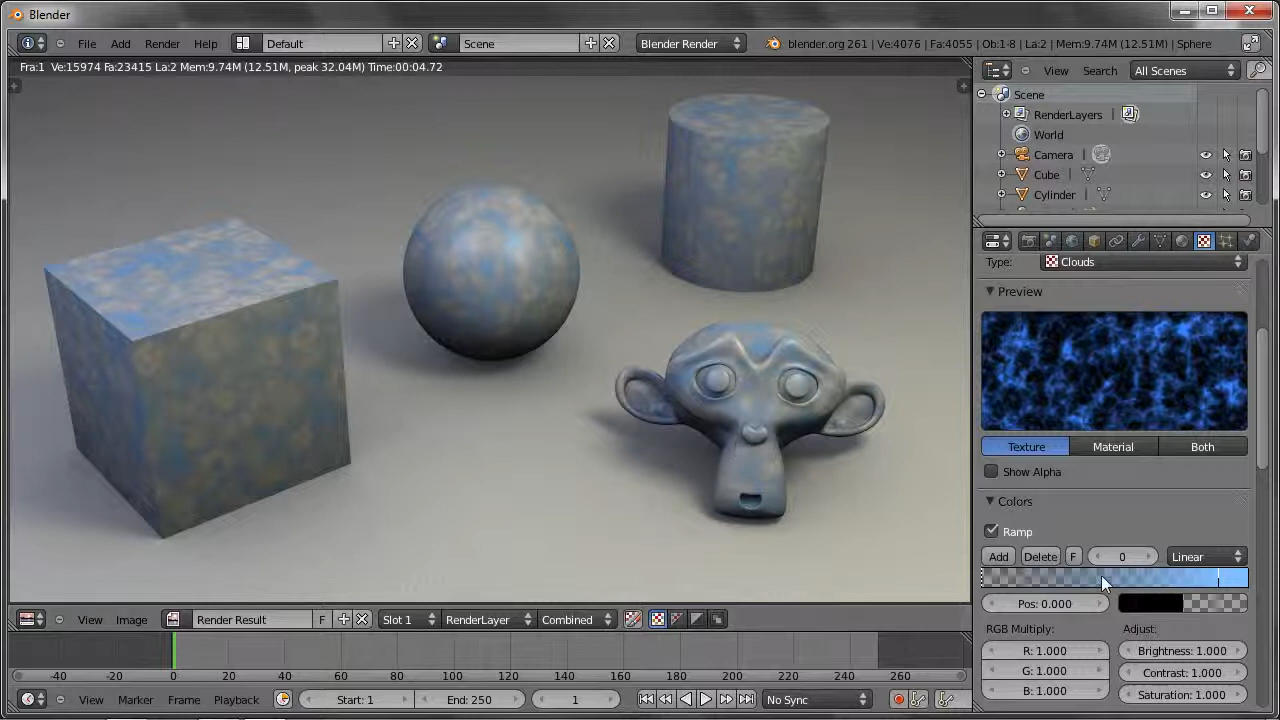 Blender
File Add Render Help Default Scene Blender Render blender.org 261 | Ve:4076 | Fa:4055 | Ob:1-8 | La:2 | Mem:9.74M (12.51M) | Sphere
Fra:1 Ve:15974 Fa:23415 La:2 Mem:9.74M (12.51M, peak 32.04M) Time:00:04.72
View Search All Scenes
Scene
RenderLayers
World
Camera
Cube
Cylinder
Type: Clouds
Preview
Texture Material Both
Show Alpha
Colors
Ramp
Add Delete F 0 Linear
Pos: 0.000
RGB Multiply: Adjust:
R: 1.000 Brightness: 1.000
G: 1.000 Contrast: 1.000
B: 1.000 Saturation: 1.000
View Image Render Result F Slot 1 RenderLayer Combined
-40 -20 0 20 40 60 80 100 120 140 160 180 200 220 240 260
View Marker Frame Playback Start: 1 End: 250 1 No Sync